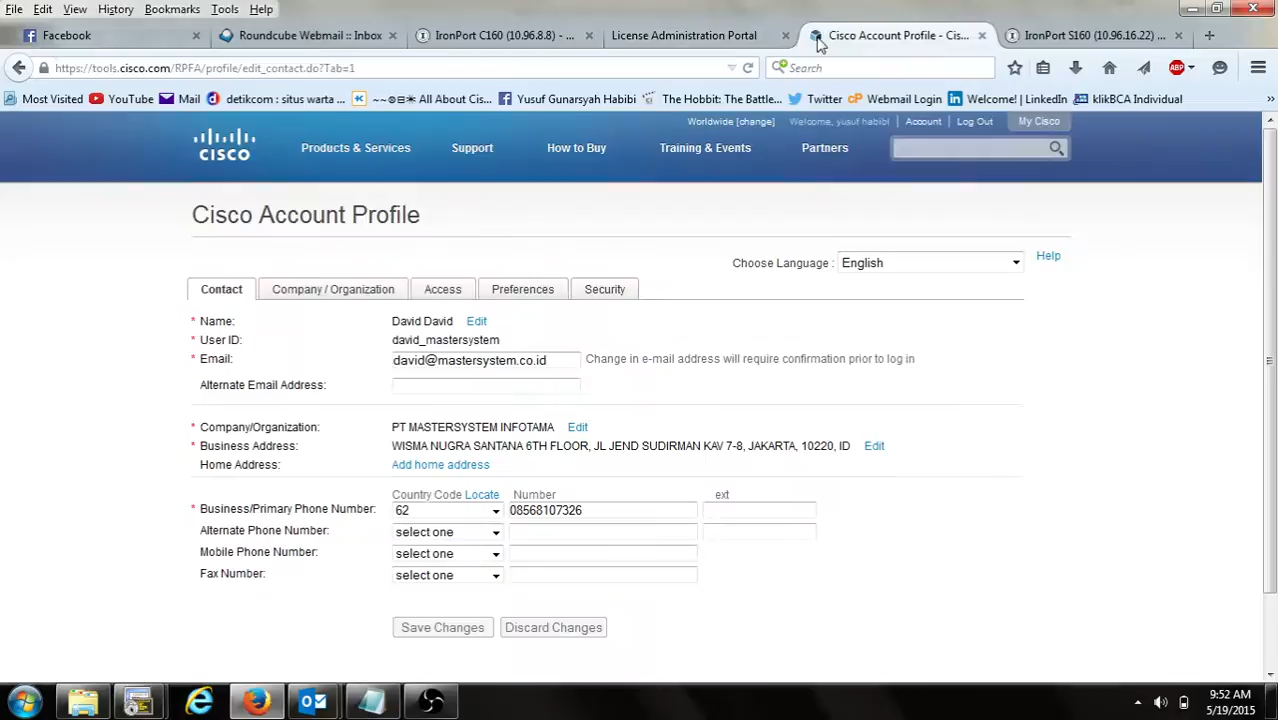 File Edit View History Bookmarks Tools Help
Facebook Roundcube Webmail :: Inbox IronPort C160 (10.96.8.8) - ... License Administration Portal Cisco Account Profile - Cis... IronPort S160 (10.96.16.22) ...
https://tools.cisco.com/RPFA/profile/edit_contact.do?Tab=1 Search ABP
Most Visited YouTube Mail detikcom : situs warta ... ~~⊙⊟☀ All About Cis... Yusuf Gunarsyah Habibi The Hobbit: The Battle... Twitter Webmail Login Welcome! | LinkedIn klikBCA Individual
Worldwide [change] Welcome, yusuf habibi Account Log Out My Cisco
CISCO Products & Services Support How to Buy Training & Events Partners
Cisco Account Profile
Choose Language : English Help
Contact Company / Organization Access Preferences Security
* Name: David David Edit
* User ID: david_mastersystem
* Email: david@mastersystem.co.id Change in e-mail address will require confirmation prior to log in
Alternate Email Address:
* Company/Organization: PT MASTERSYSTEM INFOTAMA Edit
* Business Address: WISMA NUGRA SANTANA 6TH FLOOR, JL JEND SUDIRMAN KAV 7-8, JAKARTA, 10220, ID Edit
Home Address: Add home address
Country Code Locate Number ext
* Business/Primary Phone Number: 62 08568107326
Alternate Phone Number: select one
Mobile Phone Number: select one
Fax Number: select one
Save Changes Discard Changes
9:52 AM
5/19/2015